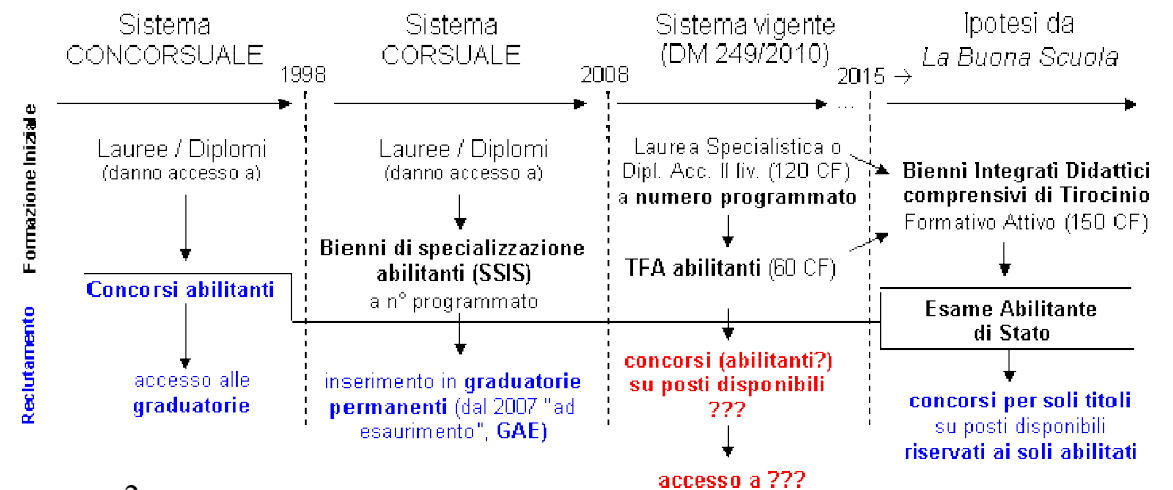 Sistema
CONCORSUALE
1998
Sistema
CORSUALE
2008
Sistema vigente
(DM 249/2010)
2015 →
Ipotesi da
La Buona Scuola
...
Formazione Iniziale
Lauree / Diplomi
(danno accesso a)
Concorsi abilitanti
Lauree / Diplomi
(danno accesso a)
Bienni di specializzazione
abilitanti (SSIS)
a n° programmato
Laurea Specialistica o
Dipl. Acc. II liv. (120 CF)
a numero programmato
TFA abilitanti (60 CF)
Bienni Integrati Didattici
comprensivi di Tirocinio
Formativo Attivo (150 CF)
Esame Abilitante
di Stato
Reclutamento
accesso alle
graduatorie
inserimento in graduatorie
permanenti (dal 2007 "ad
esaurimento", GAE)
concorsi (abilitanti?)
su posti disponibili
???
accesso a ???
concorsi per soli titoli
su posti disponibili
riservati ai soli abilitati
2